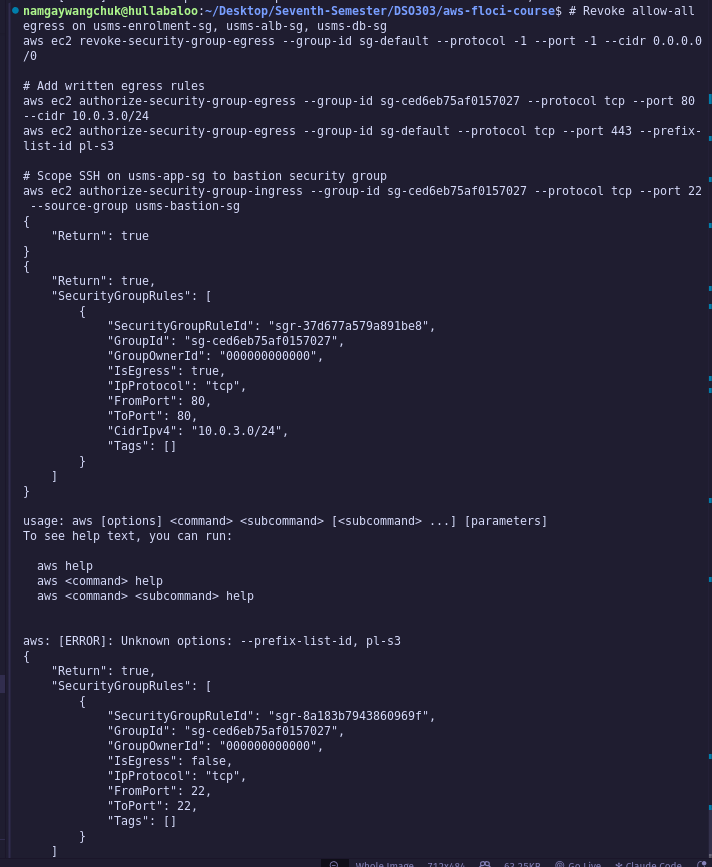 namgaywangchuk@hullabaloo:~/Desktop/Seventh-Semester/DSO303/aws-floci-course$ # Revoke allow-all
egress on usms-enrolment-sg, usms-alb-sg, usms-db-sg
aws ec2 revoke-security-group-egress --group-id sg-default --protocol -1 --port -1 --cidr 0.0.0.0
/0
# Add written egress rules
aws ec2 authorize-security-group-egress --group-id sg-ced6eb75af0157027 --protocol tcp --port 80
--cidr 10.0.3.0/24
aws ec2 authorize-security-group-egress --group-id sg-default --protocol tcp --port 443 --prefix-
list-id pl-s3
# Scope SSH on usms-app-sg to bastion security group
aws ec2 authorize-security-group-ingress --group-id sg-ced6eb75af0157027 --protocol tcp --port 22
--source-group usms-bastion-sg
{
"Return": true
}
{
"Return": true,
"SecurityGroupRules": [
{
"SecurityGroupRuleId": "sgr-37d677a579a891be8",
"GroupId": "sg-ced6eb75af0157027",
"GroupOwnerId": "000000000000",
"IsEgress": true,
"IpProtocol": "tcp",
"FromPort": 80,
"ToPort": 80,
"CidrIpv4": "10.0.3.0/24",
"Tags": []
}
]
}
usage: aws [options] <command> <subcommand> [<subcommand> ...] [parameters]
To see help text, you can run:
aws help
aws <command> help
aws <command> <subcommand> help
aws: [ERROR]: Unknown options: --prefix-list-id, pl-s3
{
"Return": true,
"SecurityGroupRules": [
{
"SecurityGroupRuleId": "sgr-8a183b7943860969f",
"GroupId": "sg-ced6eb75af0157027",
"GroupOwnerId": "000000000000",
"IsEgress": false,
"IpProtocol": "tcp",
"FromPort": 22,
"ToPort": 22,
"Tags": []
}
]
Whole Image 712x484 63.25KB Go Live Claude Code